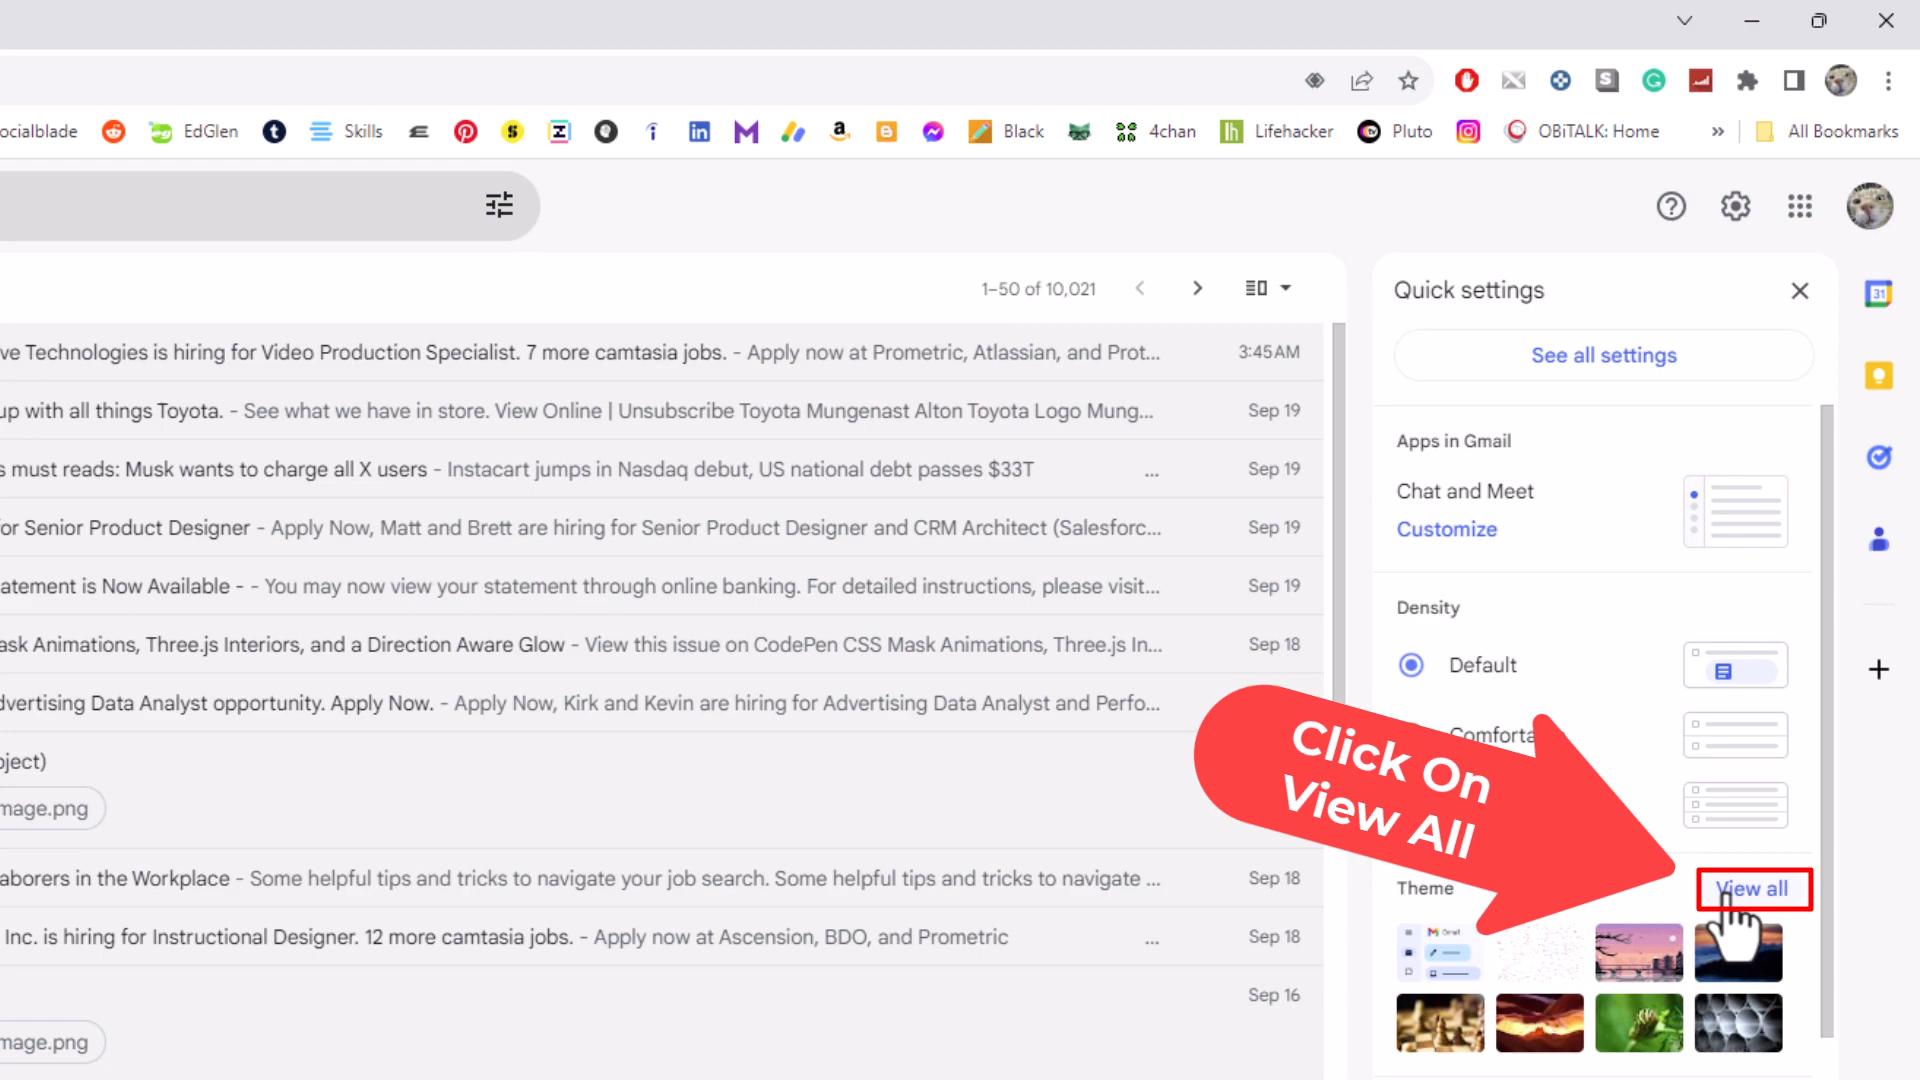 ocialblade
EdGlen
Skills
Black
4chan
Lifehacker
Pluto
OBiTALK: Home
»
All Bookmarks
1–50 of 10,021
Quick settings
See all settings
ve Technologies is hiring for Video Production Specialist. 7 more camtasia jobs. - Apply now at Prometric, Atlassian, and Prot... 3:45 AM
up with all things Toyota. - See what we have in store. View Online | Unsubscribe Toyota Mungenast Alton Toyota Logo Mung... Sep 19
s must reads: Musk wants to charge all X users - Instacart jumps in Nasdaq debut, US national debt passes $33T ... Sep 19
or Senior Product Designer - Apply Now, Matt and Brett are hiring for Senior Product Designer and CRM Architect (Salesforc... Sep 19
atement is Now Available - - You may now view your statement through online banking. For detailed instructions, please visit... Sep 19
ask Animations, Three.js Interiors, and a Direction Aware Glow - View this issue on CodePen CSS Mask Animations, Three.js In... Sep 18
dvertising Data Analyst opportunity. Apply Now. - Apply Now, Kirk and Kevin are hiring for Advertising Data Analyst and Perfo...
oject)
mage.png
aborers in the Workplace - Some helpful tips and tricks to navigate your job search. Some helpful tips and tricks to navigate ... Sep 18
Inc. is hiring for Instructional Designer. 12 more camtasia jobs. - Apply now at Ascension, BDO, and Prometric ... Sep 18
Sep 16
mage.png
Apps in Gmail
Chat and Meet
Customize
Density
Default
Comforta
Click On
View All
Theme
View all
31